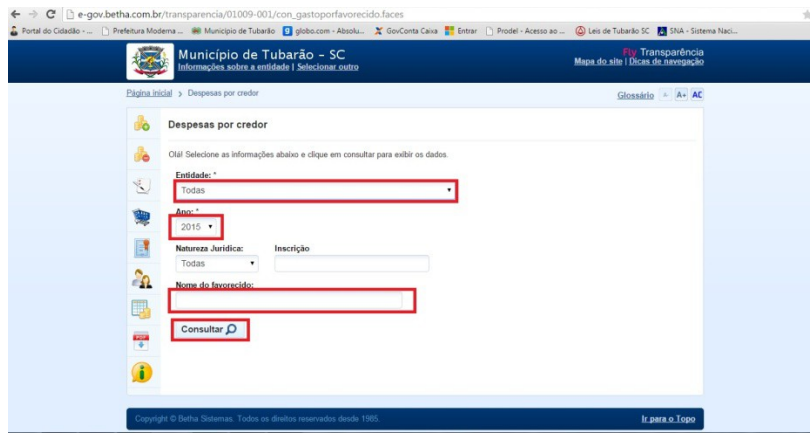 e-gov.betha.com.br/transparencia/01009-001/con_gastoporfavorecido.faces
Portal do Cidadão - ... Prefeitura Moderna ... Municipio de Tubarão globo.com - Absolu... GovConta Caixa Entrar Prodel - Acesso ao ... Leis de Tubarão SC SNA - Sistema Naci...
Município de Tubarão - SC
Informações sobre a entidade | Selecionar outro
Fly Transparência
Mapa do site | Dicas de navegação
Página inicial > Despesas por credor
Glossário A- A+ AC
Despesas por credor
Olá! Selecione as informações abaixo e clique em consultar para exibir os dados.
Entidade: *
Todas
Ano: *
2015
Natureza Jurídica: Inscrição
Todas
Nome do favorecido:
Consultar
PDF
Copyright © Betha Sistemas. Todos os direitos reservados desde 1985.
Ir para o Topo